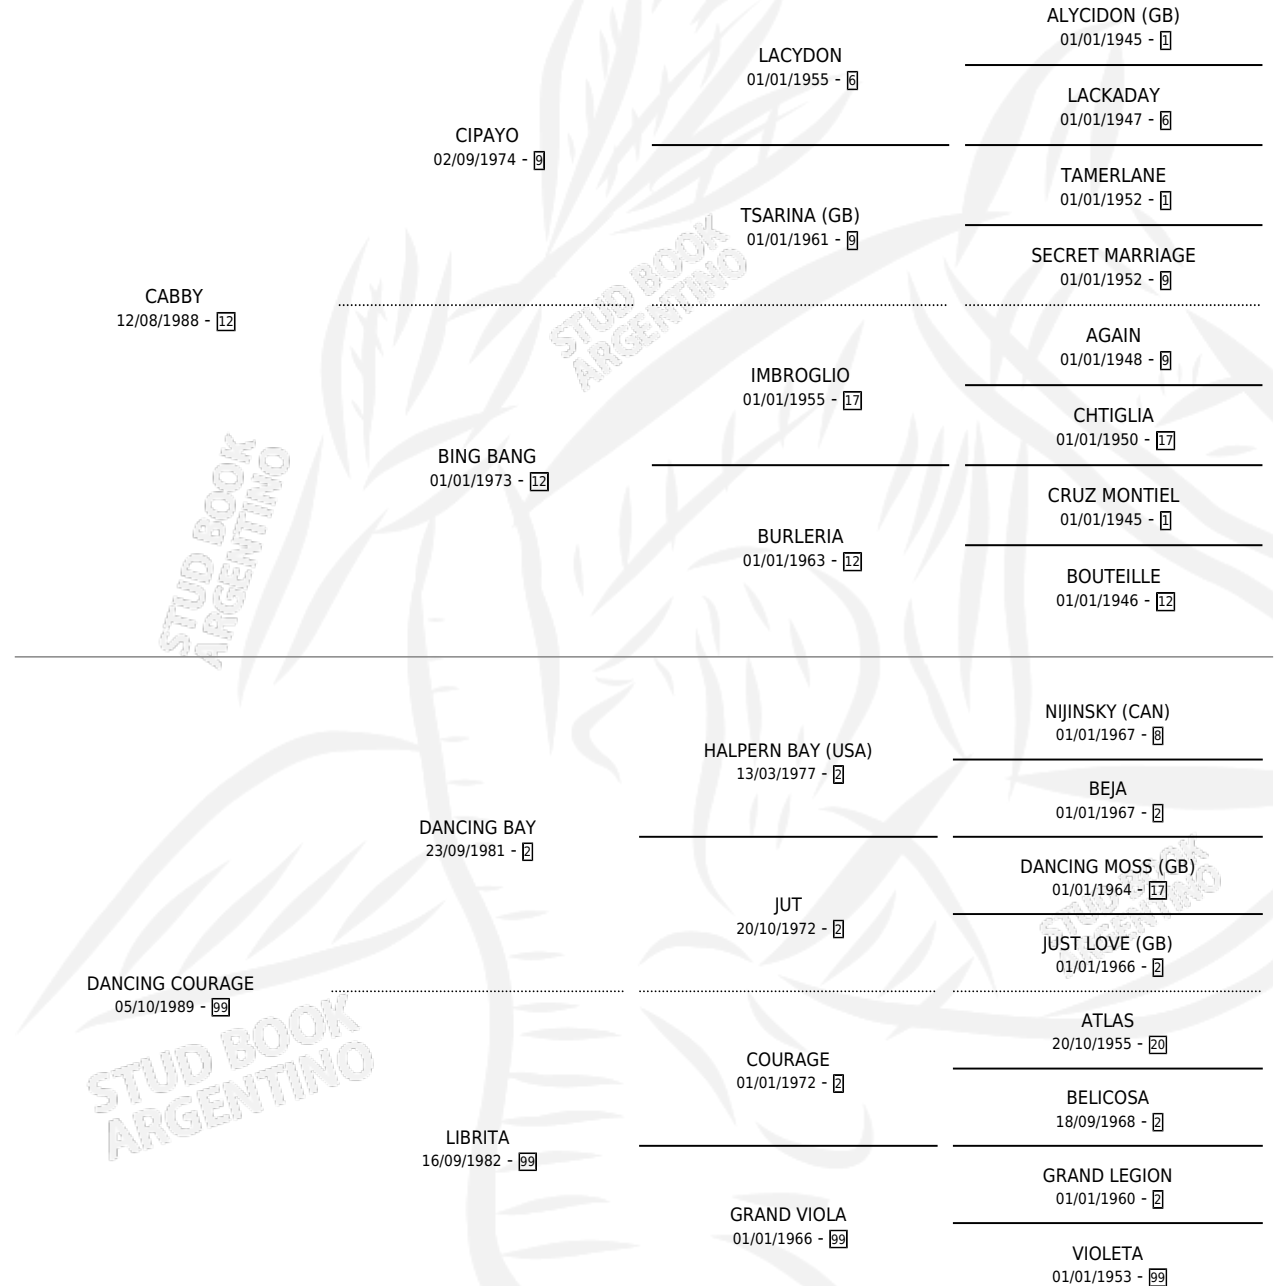 ALYCIDON (GB)
01/01/1945 - 1
LACYDON
01/01/1955 - 6
LACKADAY
01/01/1947 - 6
CIPAYO
02/09/1974 - 9
TAMERLANE
01/01/1952 - 1
TSARINA (GB)
01/01/1961 - 9
SECRET MARRIAGE
01/01/1952 - 9
CABBY
12/08/1988 - 12
AGAIN
01/01/1948 - 9
IMBROGLIO
01/01/1955 - 17
CHTIGLIA
01/01/1950 - 17
BING BANG
01/01/1973 - 12
CRUZ MONTIEL
01/01/1945 - 1
BURLERIA
01/01/1963 - 12
BOUTEILLE
01/01/1946 - 12
NIJINSKY (CAN)
01/01/1967 - 8
HALPERN BAY (USA)
13/03/1977 - 2
BEJA
01/01/1967 - 2
DANCING BAY
23/09/1981 - 2
DANCING MOSS (GB)
01/01/1964 - 17
JUT
20/10/1972 - 2
JUST LOVE (GB)
01/01/1966 - 2
DANCING COURAGE
05/10/1989 - 99
ATLAS
20/10/1955 - 20
COURAGE
01/01/1972 - 2
BELICOSA
18/09/1968 - 2
LIBRITA
16/09/1982 - 99
GRAND LEGION
01/01/1960 - 2
GRAND VIOLA
01/01/1966 - 99
VIOLETA
01/01/1953 - 99
STUD BOOK
ARGENTINO
STUD BOOK
ARGENTINO
STUD BOOK
ARGENTINO
STUD BOOK
ARGENTINO